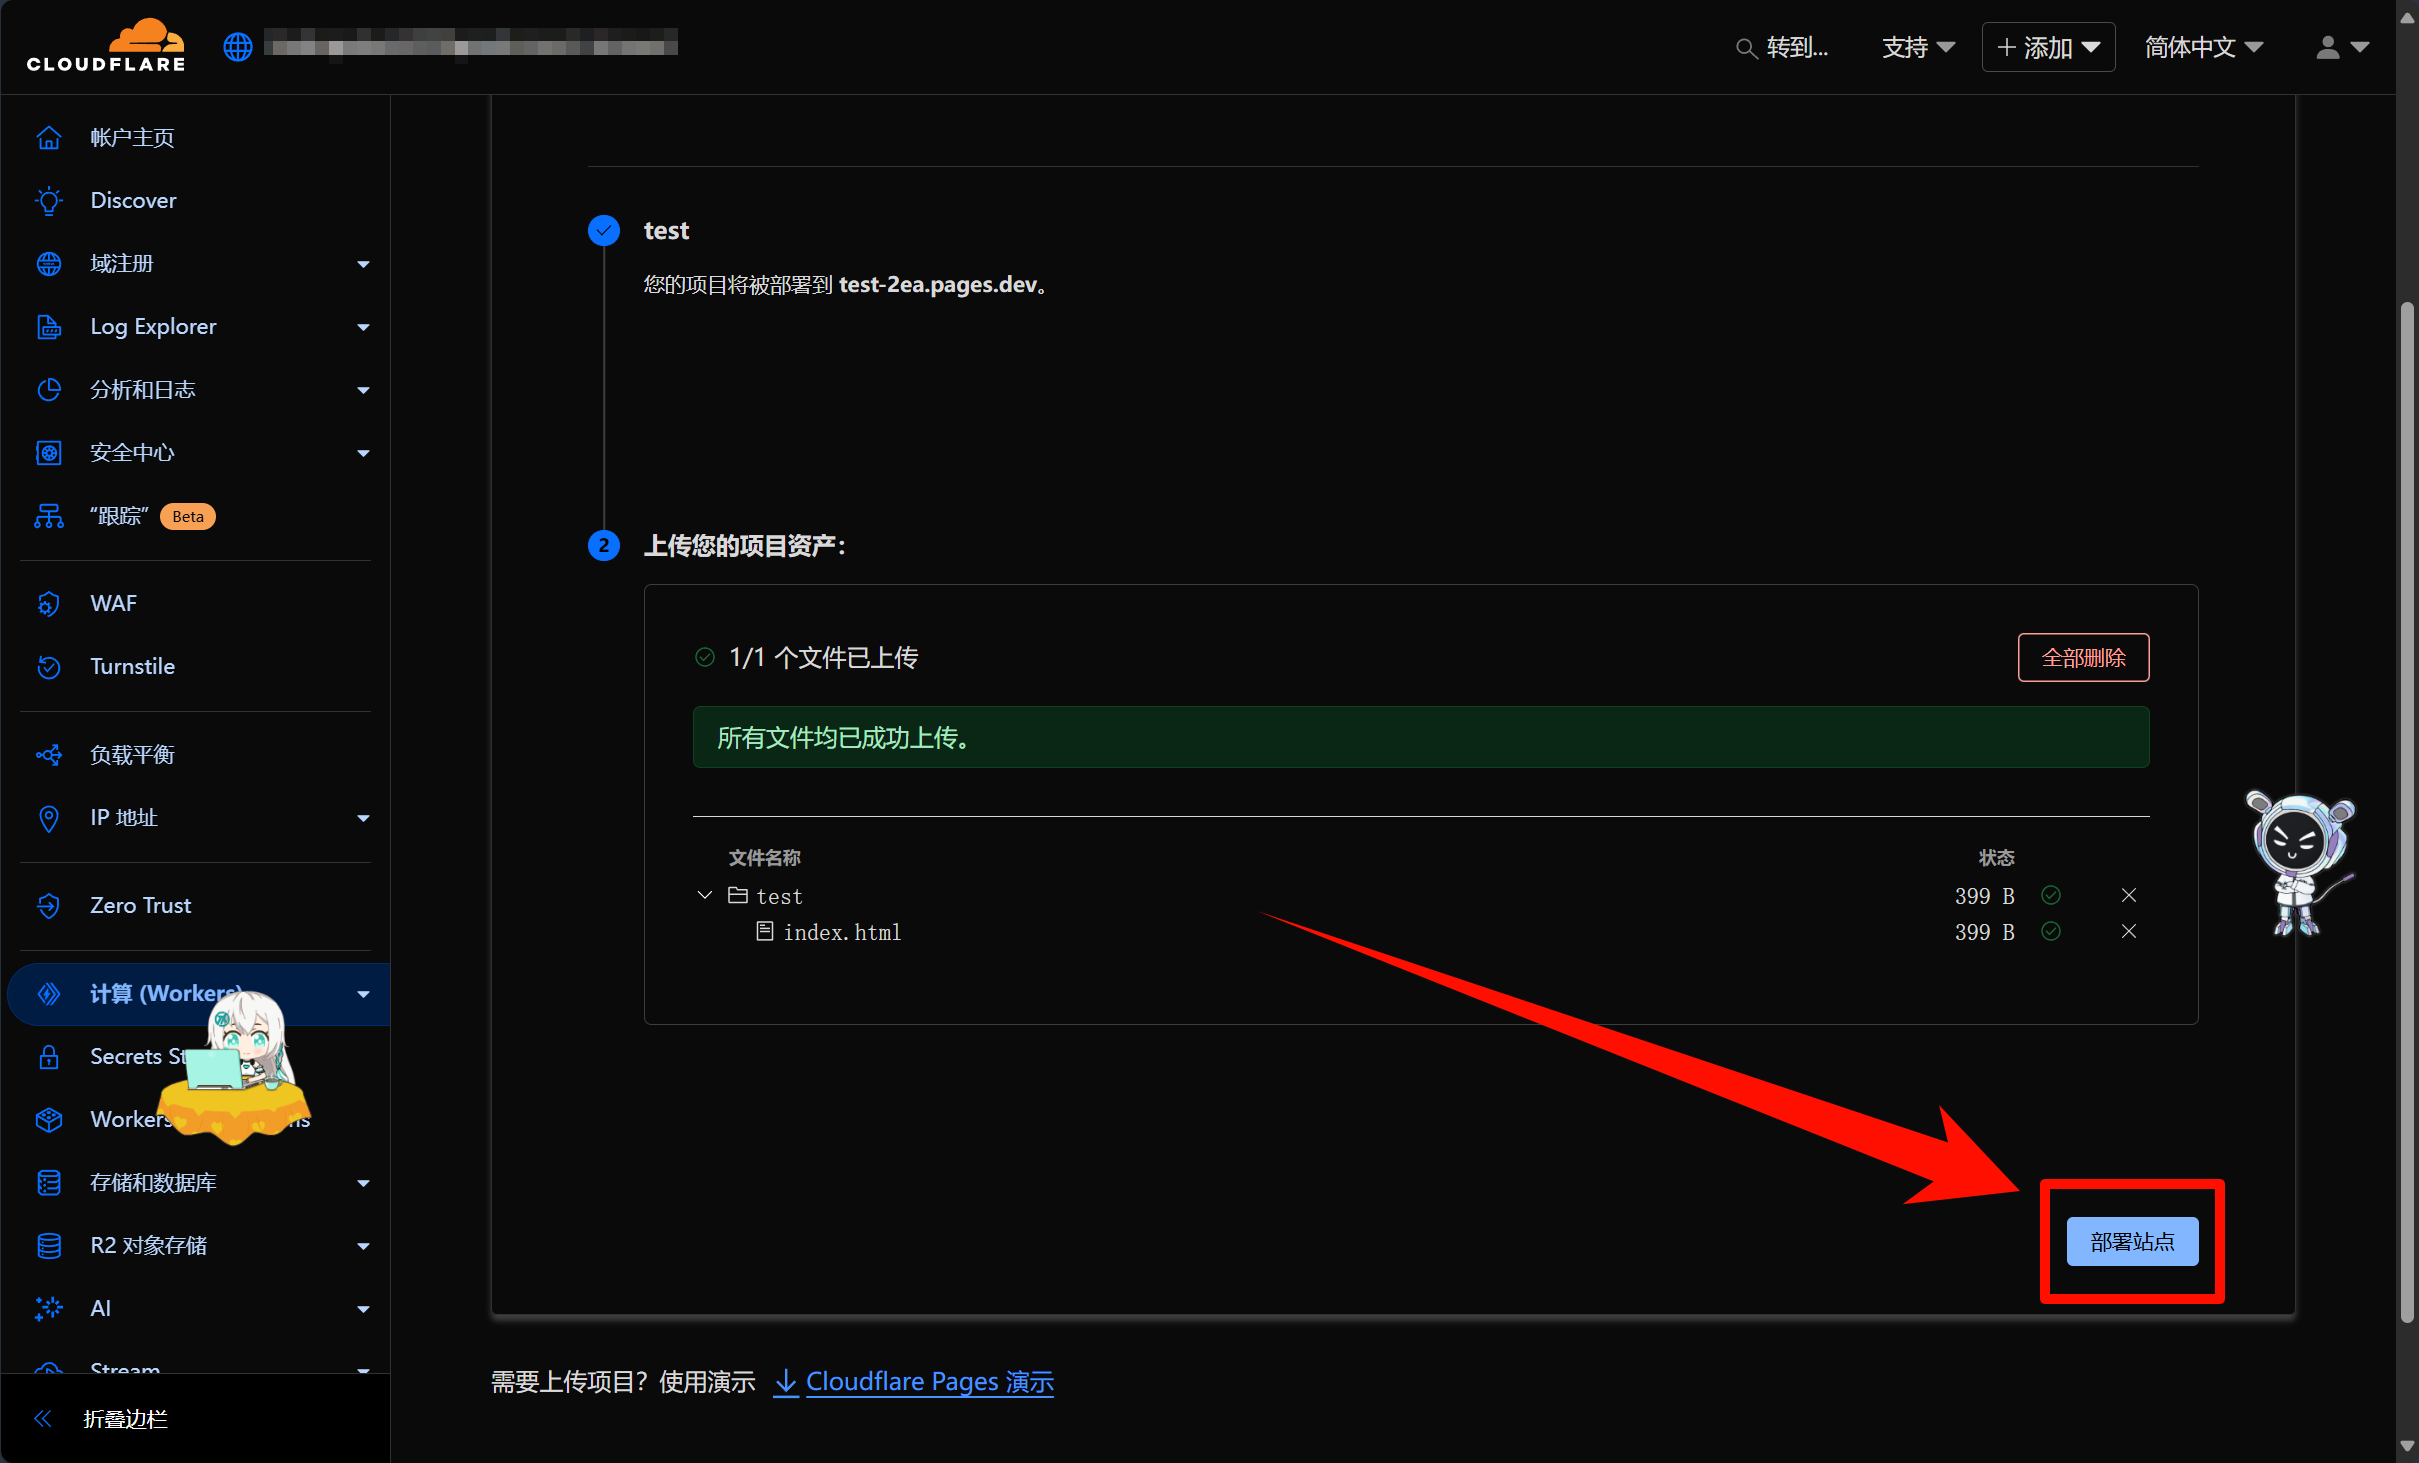 CLOUDFLARE
转到...
支持
添加
简体中文
帐户主页
Discover
域注册
Log Explorer
分析和日志
安全中心
“跟踪” Beta
WAF
Turnstile
负载平衡
IP 地址
Zero Trust
计算 (Workers)
Secrets
Workers
存储和数据库
R2 对象存储
AI
Stream
折叠边栏
test
您的项目将被部署到 test-2ea.pages.dev。
2 上传您的项目资产：
1/1 个文件已上传
全部删除
所有文件均已成功上传。
文件名称 状态
test 399 B
index.html 399 B
部署站点
需要上传项目？使用演示 Cloudflare Pages 演示